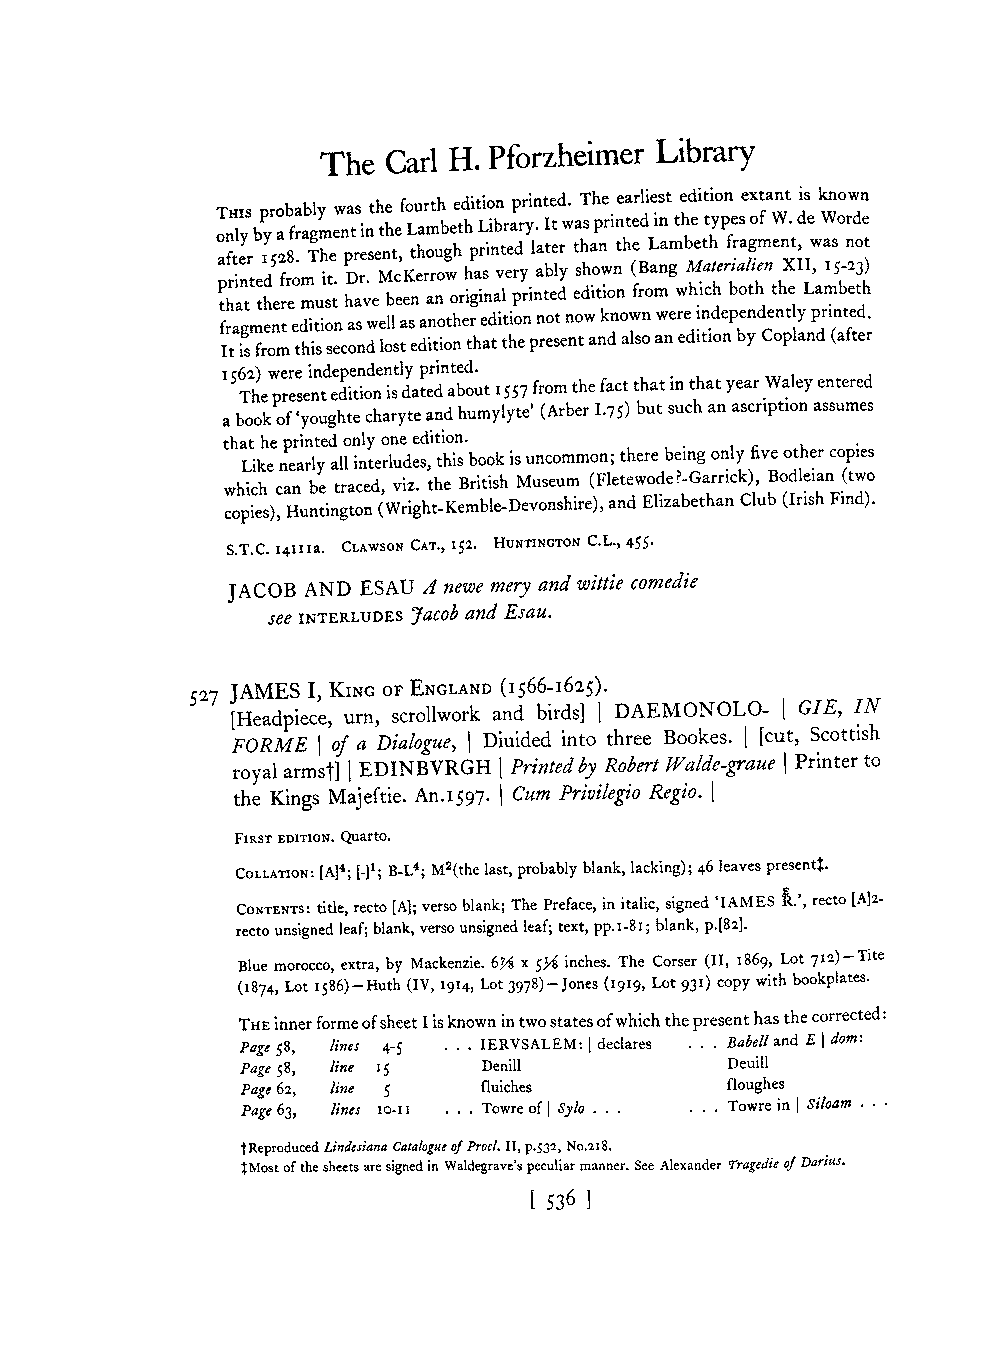 The Carl H. Pforzheimer Library
THIS probably was the fourth edition printed. The earliest edition extant is known
only by a fragment in the Lambeth Library. It was printed in the types of W. de Worde
after 1528. The present, though printed later than the Lambeth fragment, was not
printed from it. Dr. McKerrow has very ably shown (Bang Materialien XII, 15-23)
that there must have been an original printed edition from which both the Lambeth
fragment edition as well as another edition not now known were independently printed.
It is from this second lost edition that the present and also an edition by Copland (after
1562) were independently printed.
The present edition is dated about 1557 from the fact that in that year Waley entered
a book of 'youghte charyte and humylyte' (Arber I.75) but such an ascription assumes
that he printed only one edition.
Like nearly all interludes, this book is uncommon; there being only five other copies
which can be traced, viz. the British Museum (Fletewode?-Garrick), Bodleian (two
copies), Huntington (Wright-Kemble-Devonshire), and Elizabethan Club (Irish Find).
S.T.C. 14111a. CLAWSON CAT., 152. HUNTINGTON C.L., 455.
JACOB AND ESAU A newe mery and wittie comedie
see INTERLUDES Jacob and Esau.
527 JAMES I, KING OF ENGLAND (1566-1625).
[Headpiece, urn, scrollwork and birds] | DAEMONOLO- | GIE, IN
FORME | of a Dialogue, | Diuided into three Bookes. | [cut, Scottish
royal arms†] | EDINBVRGH | Printed by Robert Walde-graue | Printer to
the Kings Majeſtie. An.1597. | Cum Privilegio Regio. |
FIRST EDITION. Quarto.
COLLATION: [A]⁴; [-]¹; B-L⁴; M²(the last, probably blank, lacking); 46 leaves present‡.
CONTENTS: title, recto [A]; verso blank; The Preface, in italic, signed 'IAMES R.', recto [A]2-
recto unsigned leaf; blank, verso unsigned leaf; text, pp.1-81; blank, p.[82].
Blue morocco, extra, by Mackenzie. 6⅞ x 5⅛ inches. The Corser (II, 1869, Lot 712)—Tite
(1874, Lot 1586)—Huth (IV, 1914, Lot 3978)—Jones (1919, Lot 931) copy with bookplates.
THE inner forme of sheet I is known in two states of which the present has the corrected:
Page 58, lines 4-5 . . . IERVSALEM: | declares . . . Babell and E | dom:
Page 58, line 15 Denill Deuill
Page 62, line 5 fluiches floughes
Page 63, lines 10-11 . . . Towre of | Sylo . . . . . . Towre in | Siloam . . .
†Reproduced Lindesiana Catalogue of Procl. II, p.532, No.218.
‡Most of the sheets are signed in Waldegrave's peculiar manner. See Alexander Tragedie of Darius.
[ 536 ]